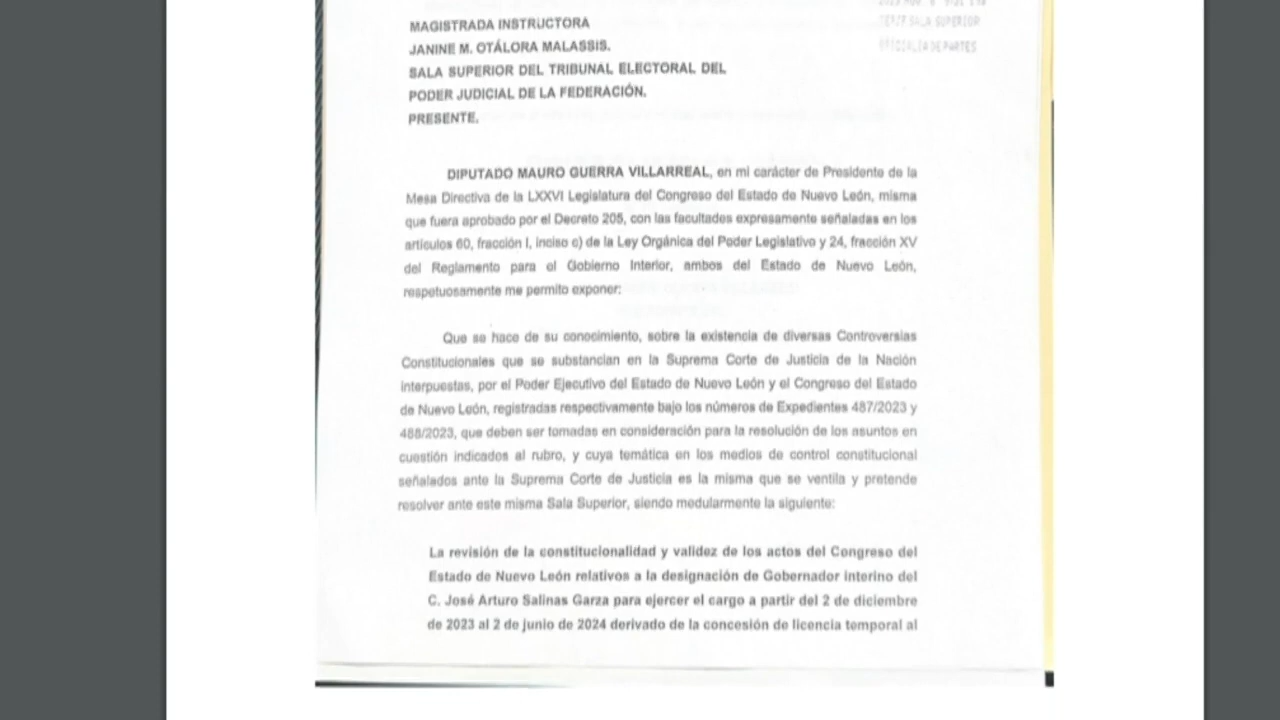 TEPJF SALA SUPERIOR
OFICIALIA DE PARTES
MAGISTRADA INSTRUCTORA
JANINE M. OTÁLORA MALASSIS.
SALA SUPERIOR DEL TRIBUNAL ELECTORAL DEL
PODER JUDICIAL DE LA FEDERACIÓN.
PRESENTE.
DIPUTADO MAURO GUERRA VILLARREAL, en mi carácter de Presidente de la
Mesa Directiva de la LXXVI Legislatura del Congreso del Estado de Nuevo León, misma
que fuera aprobado por el Decreto 205, con las facultades expresamente señaladas en los
artículos 60, fracción I, inciso c) de la Ley Orgánica del Poder Legislativo y 24, fracción XV
del Reglamento para el Gobierno Interior, ambos del Estado de Nuevo León,
respetuosamente me permito exponer:
Que se hace de su conocimiento, sobre la existencia de diversas Controversias
Constitucionales que se substancian en la Suprema Corte de Justicia de la Nación
interpuestas, por el Poder Ejecutivo del Estado de Nuevo León y el Congreso del Estado
de Nuevo León, registradas respectivamente bajo los números de Expedientes 487/2023 y
488/2023, que deben ser tomadas en consideración para la resolución de los asuntos en
cuestión indicados al rubro, y cuya temática en los medios de control constitucional
señalados ante la Suprema Corte de Justicia es la misma que se ventila y pretende
resolver ante este misma Sala Superior, siendo medularmente la siguiente:
La revisión de la constitucionalidad y validez de los actos del Congreso del
Estado de Nuevo León relativos a la designación de Gobernador interino del
C. José Arturo Salinas Garza para ejercer el cargo a partir del 2 de diciembre
de 2023 al 2 de junio de 2024 derivado de la concesión de licencia temporal al